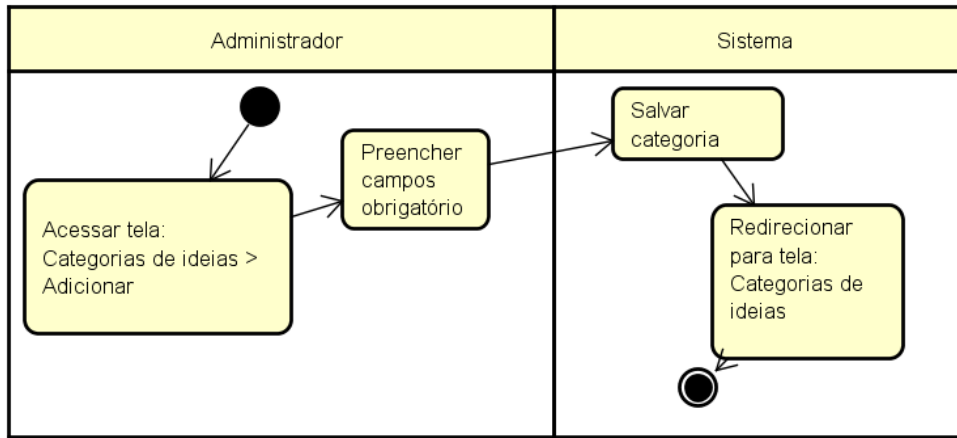 Administrador
Sistema
Acessar tela:
Categorias de ideias >
Adicionar
Preencher
campos
obrigatório
Salvar
categoria
Redirecionar
para tela:
Categorias de
ideias